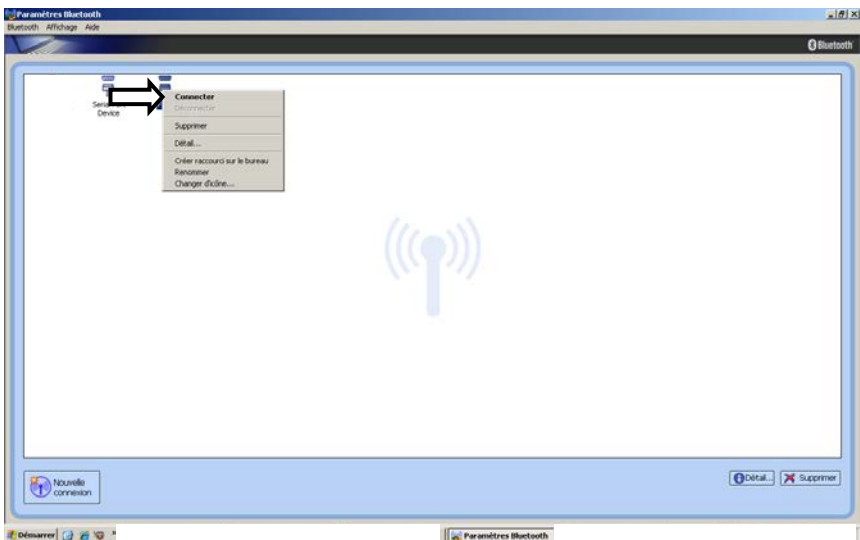 Paramètres Bluetooth
Bluetooth Affichage Aide
Bluetooth
Device
Connecter
Déconnecter
Supprimer
Détail...
Créer raccourci sur le bureau
Renommer
Changer d'icône...
Nouvelle
connexion
Détail...
Supprimer
Démarrer
Paramètres Bluetooth